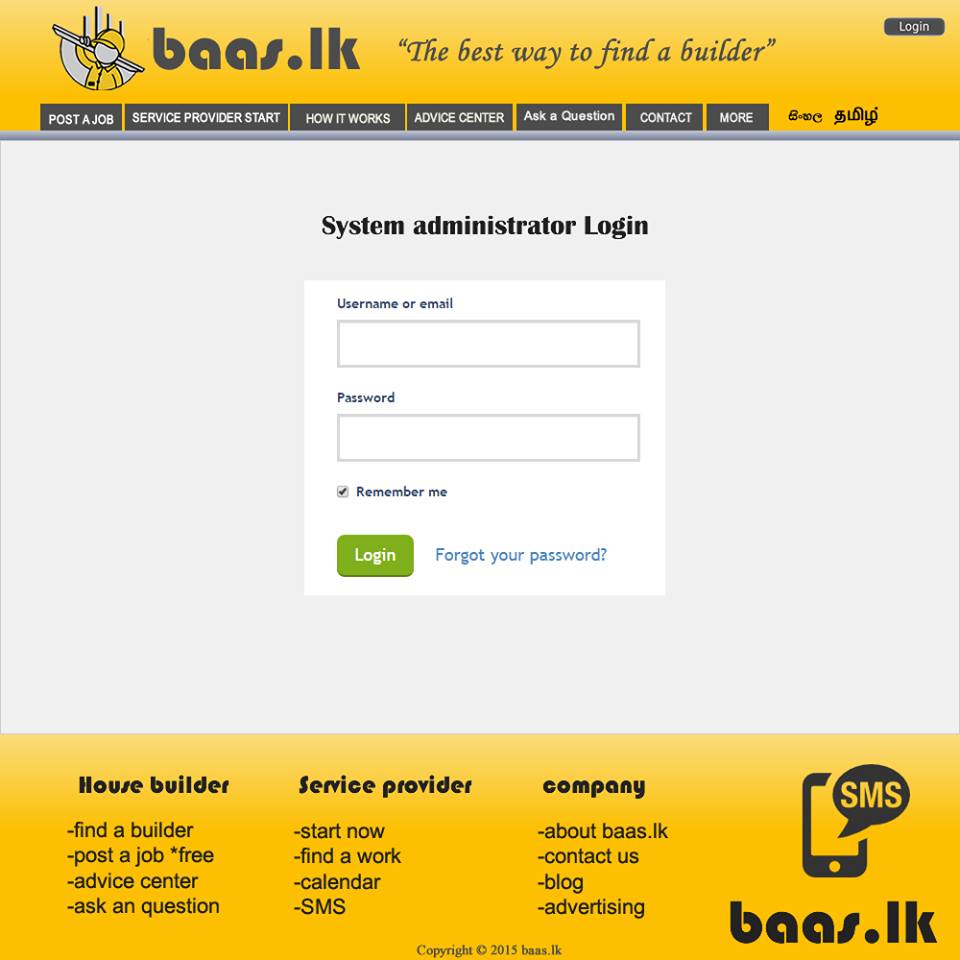 baas.lk
“The best way to find a builder”
Login
POST A JOB
SERVICE PROVIDER START
HOW IT WORKS
ADVICE CENTER
Ask a Question
CONTACT
MORE
සිංහල
தமிழ்
System administrator Login
Username or email
Password
Remember me
Login
Forgot your password?
House builder
-find a builder
-post a job *free
-advice center
-ask an question
Service provider
-start now
-find a work
-calendar
-SMS
company
-about baas.lk
-contact us
-blog
-advertising
SMS
baas.lk
Copyright © 2015 baas.lk